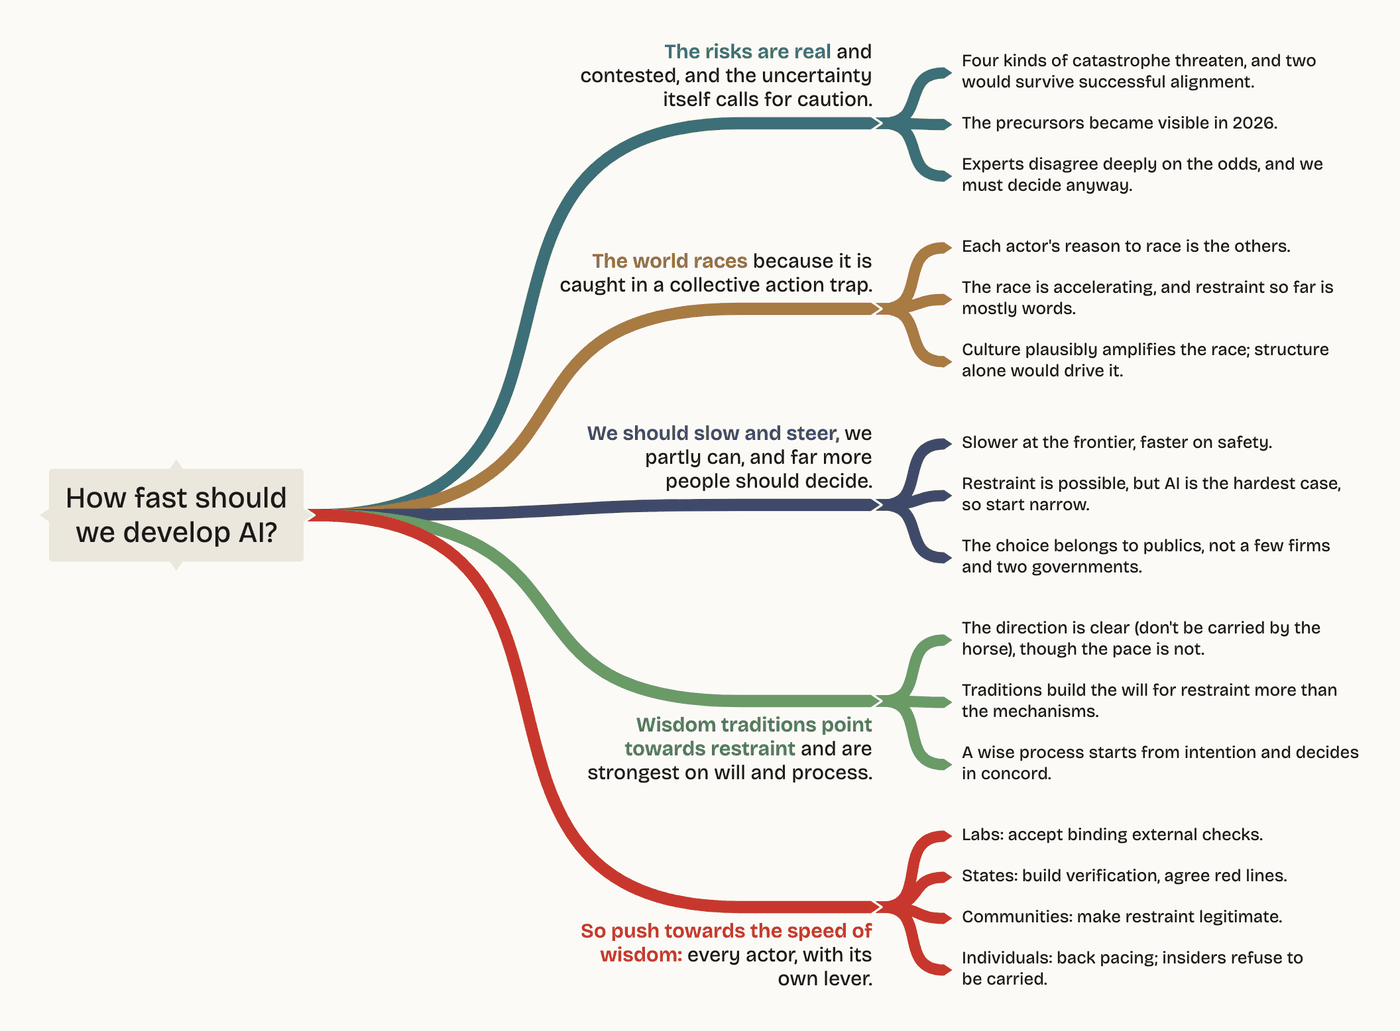 How fast should
we develop AI?
The risks are real and
contested, and the uncertainty
itself calls for caution.
Four kinds of catastrophe threaten, and two
would survive successful alignment.
The precursors became visible in 2026.
Experts disagree deeply on the odds, and we
must decide anyway.
The world races because it is
caught in a collective action trap.
Each actor's reason to race is the others.
The race is accelerating, and restraint so far is
mostly words.
Culture plausibly amplifies the race; structure
alone would drive it.
We should slow and steer, we
partly can, and far more
people should decide.
Slower at the frontier, faster on safety.
Restraint is possible, but AI is the hardest case,
so start narrow.
The choice belongs to publics, not a few firms
and two governments.
Wisdom traditions point
towards restraint and are
strongest on will and process.
The direction is clear (don't be carried by the
horse), though the pace is not.
Traditions build the will for restraint more than
the mechanisms.
A wise process starts from intention and decides
in concord.
So push towards the speed of
wisdom: every actor, with its
own lever.
Labs: accept binding external checks.
States: build verification, agree red lines.
Communities: make restraint legitimate.
Individuals: back pacing; insiders refuse to
be carried.